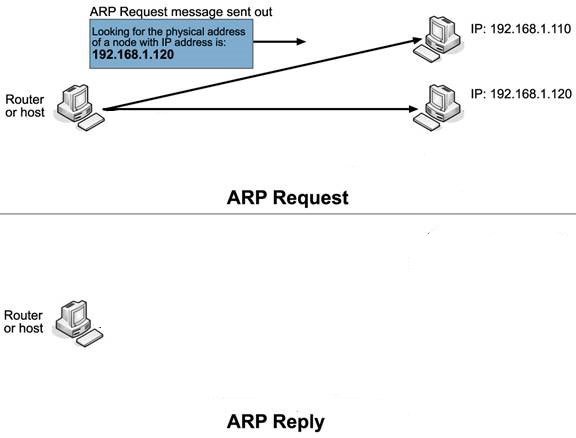 ARP Request message sent out
Looking for the physical address
of a node with IP address is:
192.168.1.120
IP: 192.168.1.110
Router
or host
IP: 192.168.1.120
ARP Request
Router
or host
ARP Reply